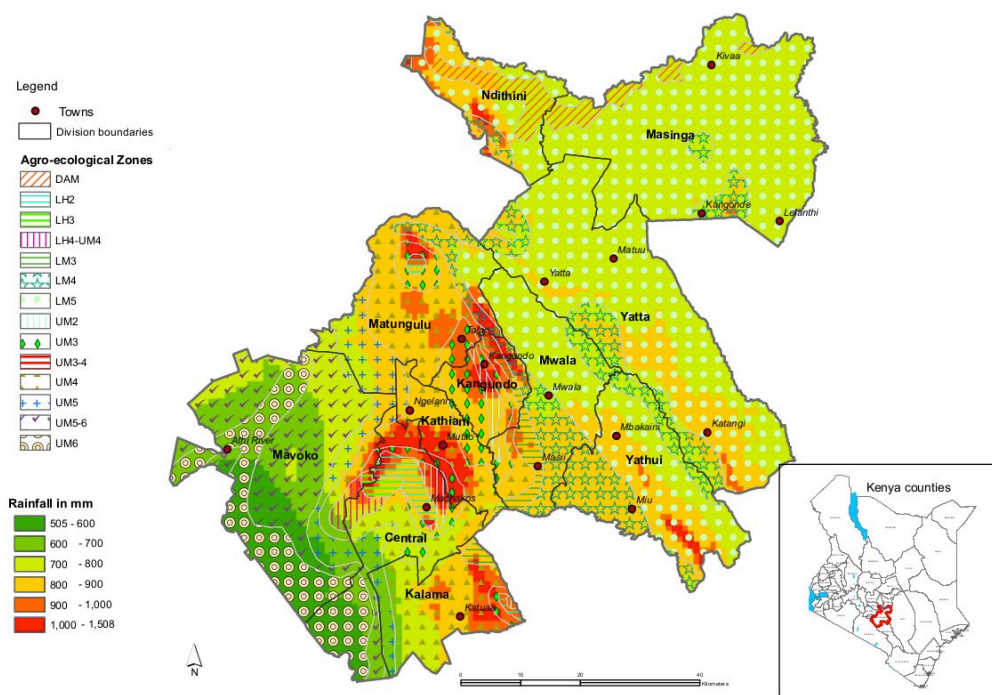 Legend
Towns
Division boundaries
Agro-ecological Zones
DAM
LH2
LH3
LH4-UM4
LM3
LM4
LM5
UM2
UM3
UM3-4
UM4
UM5
UM5-6
UM6
Rainfall in mm
505 - 600
600 - 700
700 - 800
800 - 900
900 - 1,000
1,000 - 1,508
Kivaa
Ndithini
Masinga
Kangonde
Lelanthi
Matuu
Yatta
Yatta
Matungulu
Kangundo
Mwala
Kangundo
Mwala
Ngelani
Kathiani
Mbakaini
Katangi
Athi River
Mavoko
Masii
Yathui
Machakos
Miu
Central
Kalama
Katuaa
N
0 10 20 40
Kilometers
Kenya counties